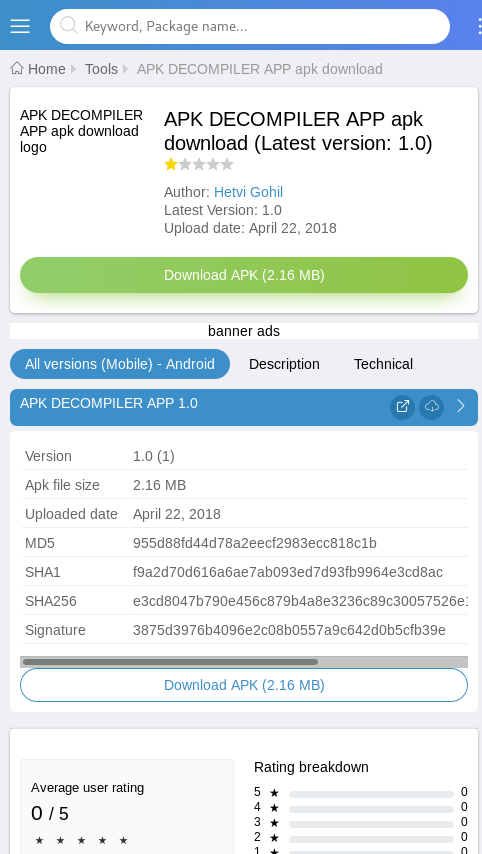 Keyword, Package name...
Home Tools APK DECOMPILER APP apk download
APK DECOMPILER
APP apk download
logo
APK DECOMPILER APP apk
download (Latest version: 1.0)
Author: Hetvi Gohil
Latest Version: 1.0
Upload date: April 22, 2018
Download APK (2.16 MB)
banner ads
All versions (Mobile) - Android Description Technical
APK DECOMPILER APP 1.0
Version 1.0 (1)
Apk file size 2.16 MB
Uploaded date April 22, 2018
MD5 955d88fd44d78a2eecf2983ecc818c1b
SHA1 f9a2d70d616a6ae7ab093ed7d93fb9964e3cd8ac
SHA256 e3cd8047b790e456c879b4a8e3236c89c30057526e1
Signature 3875d3976b4096e2c08b0557a9c642d0b5cfb39e
Download APK (2.16 MB)
Average user rating
0 / 5
★ ★ ★ ★ ★
Rating breakdown
5 ★ 0
4 ★ 0
3 ★ 0
2 ★ 0
1 ★ 0